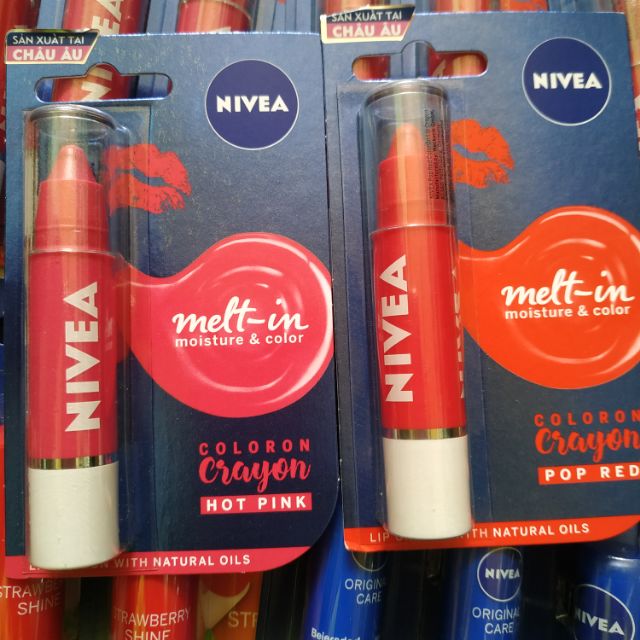 SẢN XUẤT TẠI
CHÂU ÂU
NIVEA
NIVEA
melt-in
moisture & color
COLORON
Crayon
HOT PINK
WITH NATURAL OILS
SẢN XUẤT TẠI
CHÂU ÂU
NIVEA
NIVEA
melt-in
moisture & color
COLORON
Crayon
POP RED
LIP
WITH NATURAL OILS
STRAWBERRY
SHINE
STRAWBERRY
SHINE
ORIGINAL
CARE
NIVEA
ORIGINAL
CARE
NIVEA